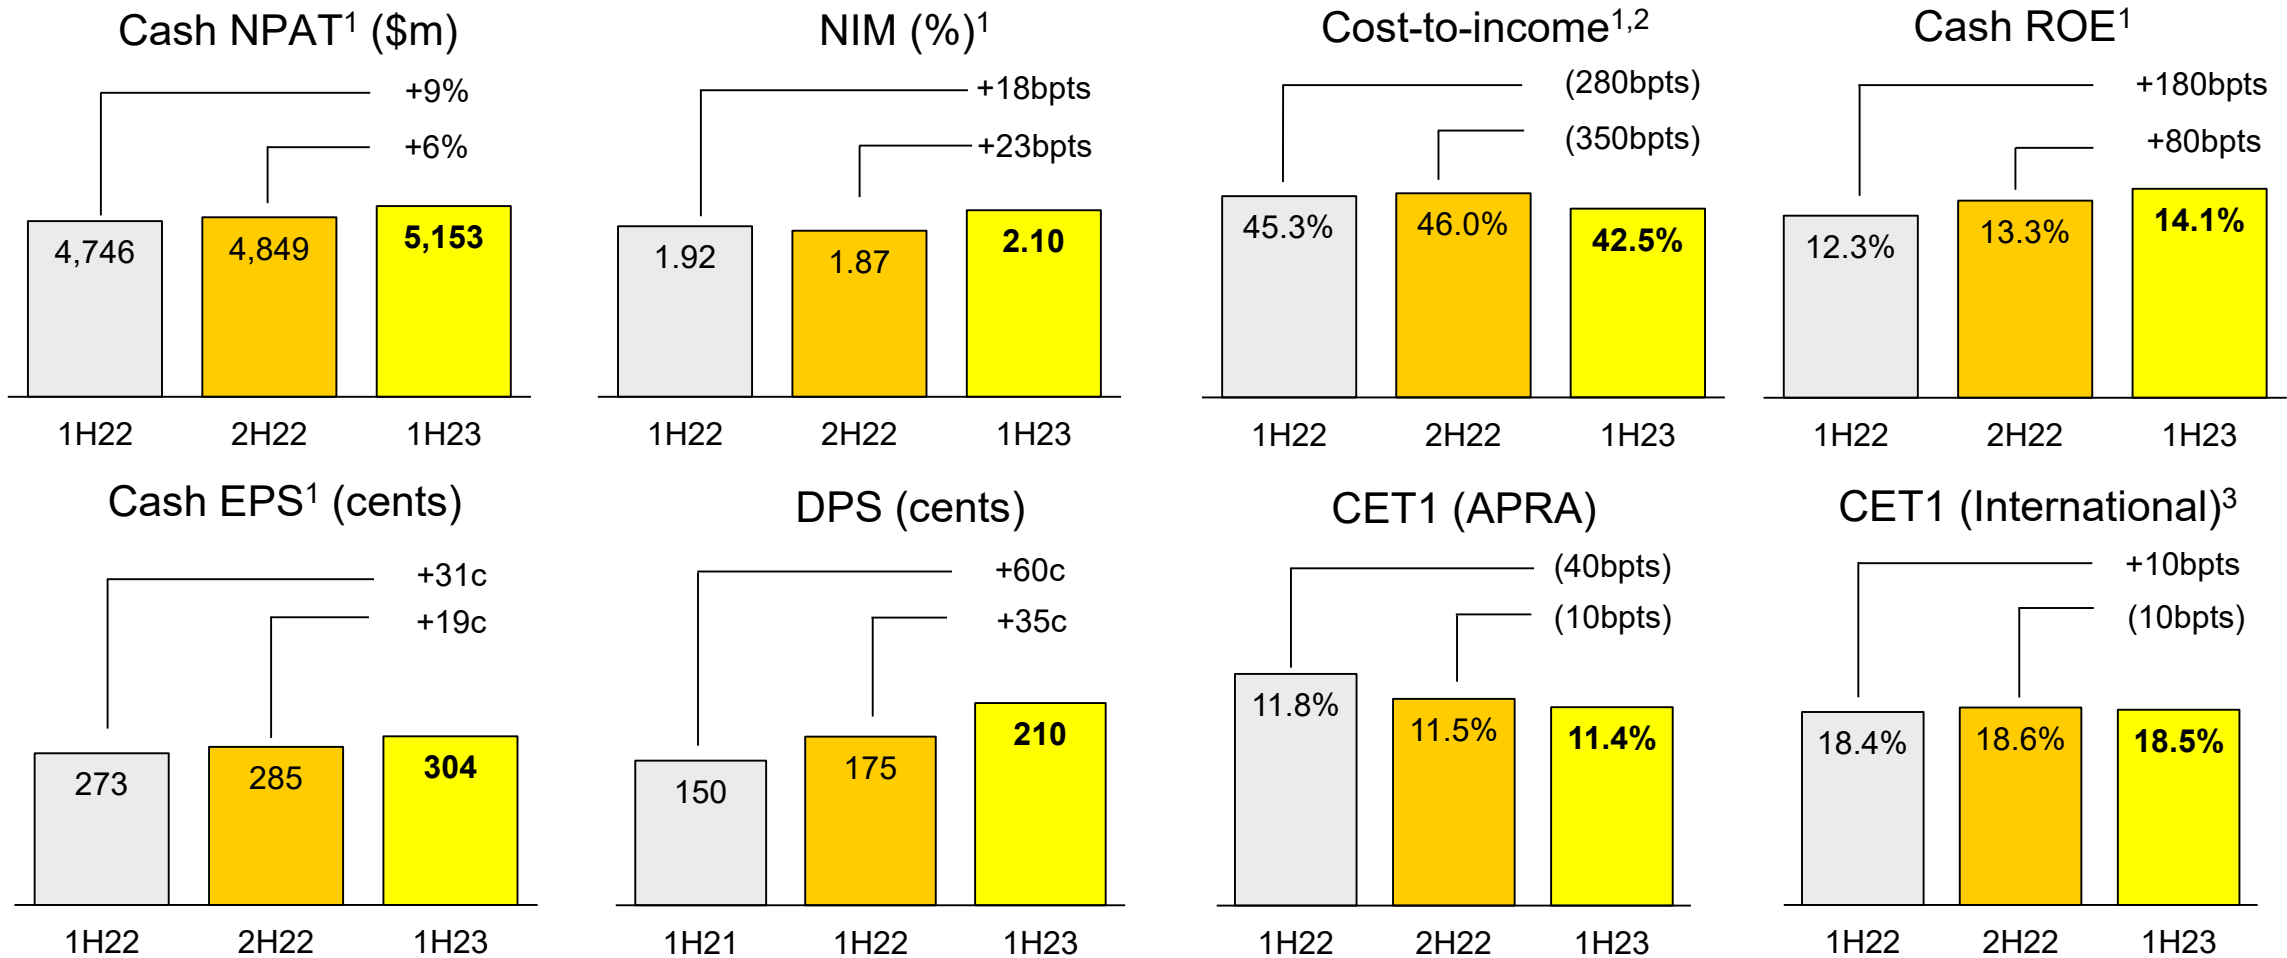 Cash NPAT¹ ($m)
+9%
+6%
4,746
4,849
5,153
1H22
2H22
1H23
NIM (%)¹
+18bpts
+23bpts
1.92
1.87
2.10
1H22
2H22
1H23
Cost-to-income¹,²
(280bpts)
(350bpts)
45.3%
46.0%
42.5%
1H22
2H22
1H23
Cash ROE¹
+180bpts
+80bpts
12.3%
13.3%
14.1%
1H22
2H22
1H23
Cash EPS¹ (cents)
+31c
+19c
273
285
304
1H22
2H22
1H23
DPS (cents)
+60c
+35c
150
175
210
1H21
1H22
1H23
CET1 (APRA)
(40bpts)
(10bpts)
11.8%
11.5%
11.4%
1H22
2H22
1H23
CET1 (International)³
+10bpts
(10bpts)
18.4%
18.6%
18.5%
1H22
2H22
1H23